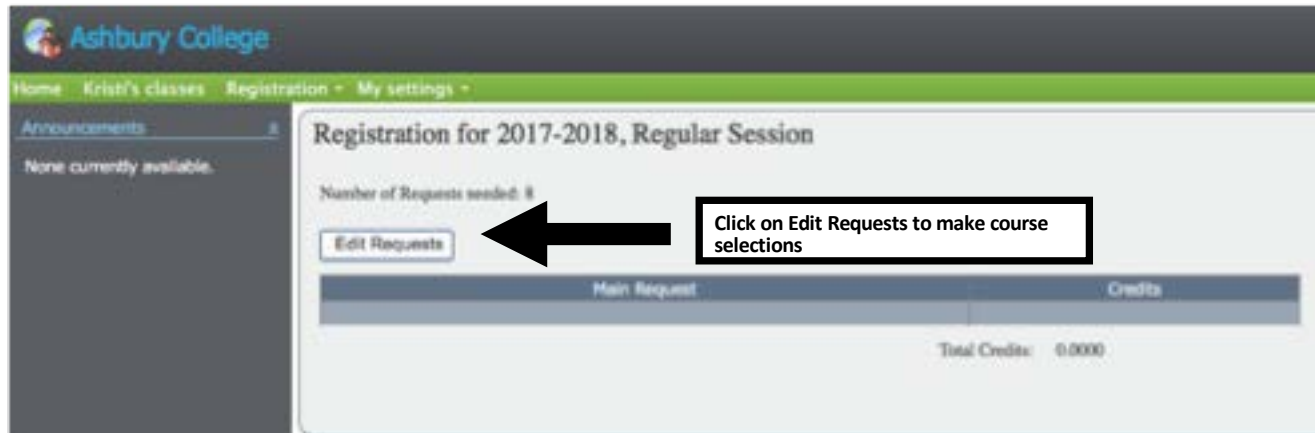 Ashbury College
Home Kristi's classes Registration My settings
Announcements
None currently available.
Registration for 2017-2018, Regular Session
Number of Requests needed: 8
Edit Requests
Click on Edit Requests to make course
selections
Main Request Credits
Total Credits: 0.0000